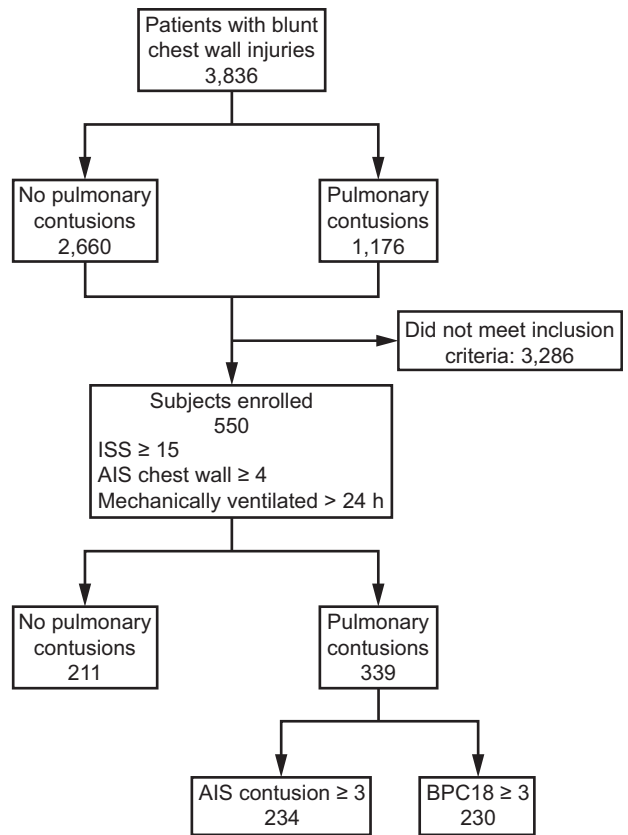 Patients with blunt
chest wall injuries
3,836
No pulmonary
contusions
2,660
Pulmonary
contusions
1,176
Did not meet inclusion
criteria: 3,286
Subjects enrolled
550
ISS ≥ 15
AIS chest wall ≥ 4
Mechanically ventilated > 24 h
No pulmonary
contusions
211
Pulmonary
contusions
339
AIS contusion ≥ 3
234
BPC18 ≥ 3
230